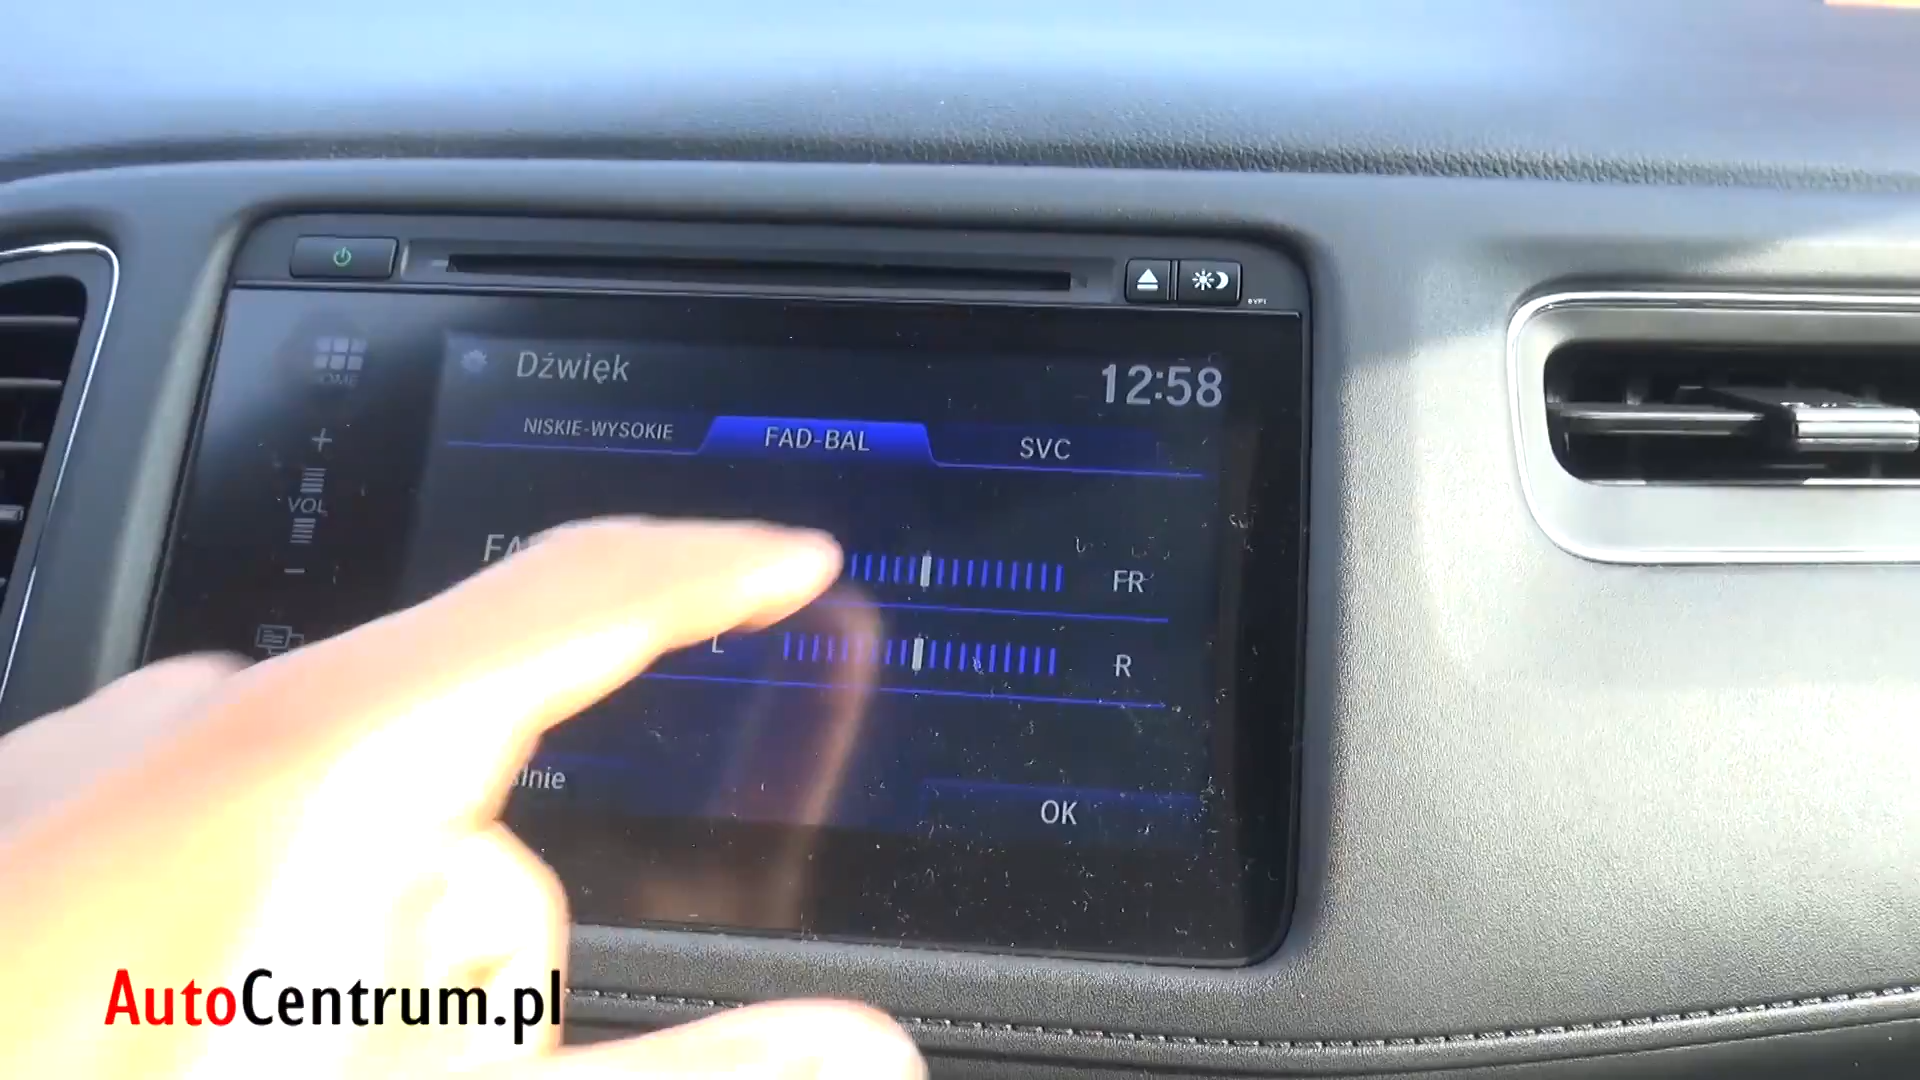 Dźwięk
12:58
NISKIE-WYSOKIE
FAD-BAL
SVC
VOL
FR
L
R
OK
AutoCentrum.pl